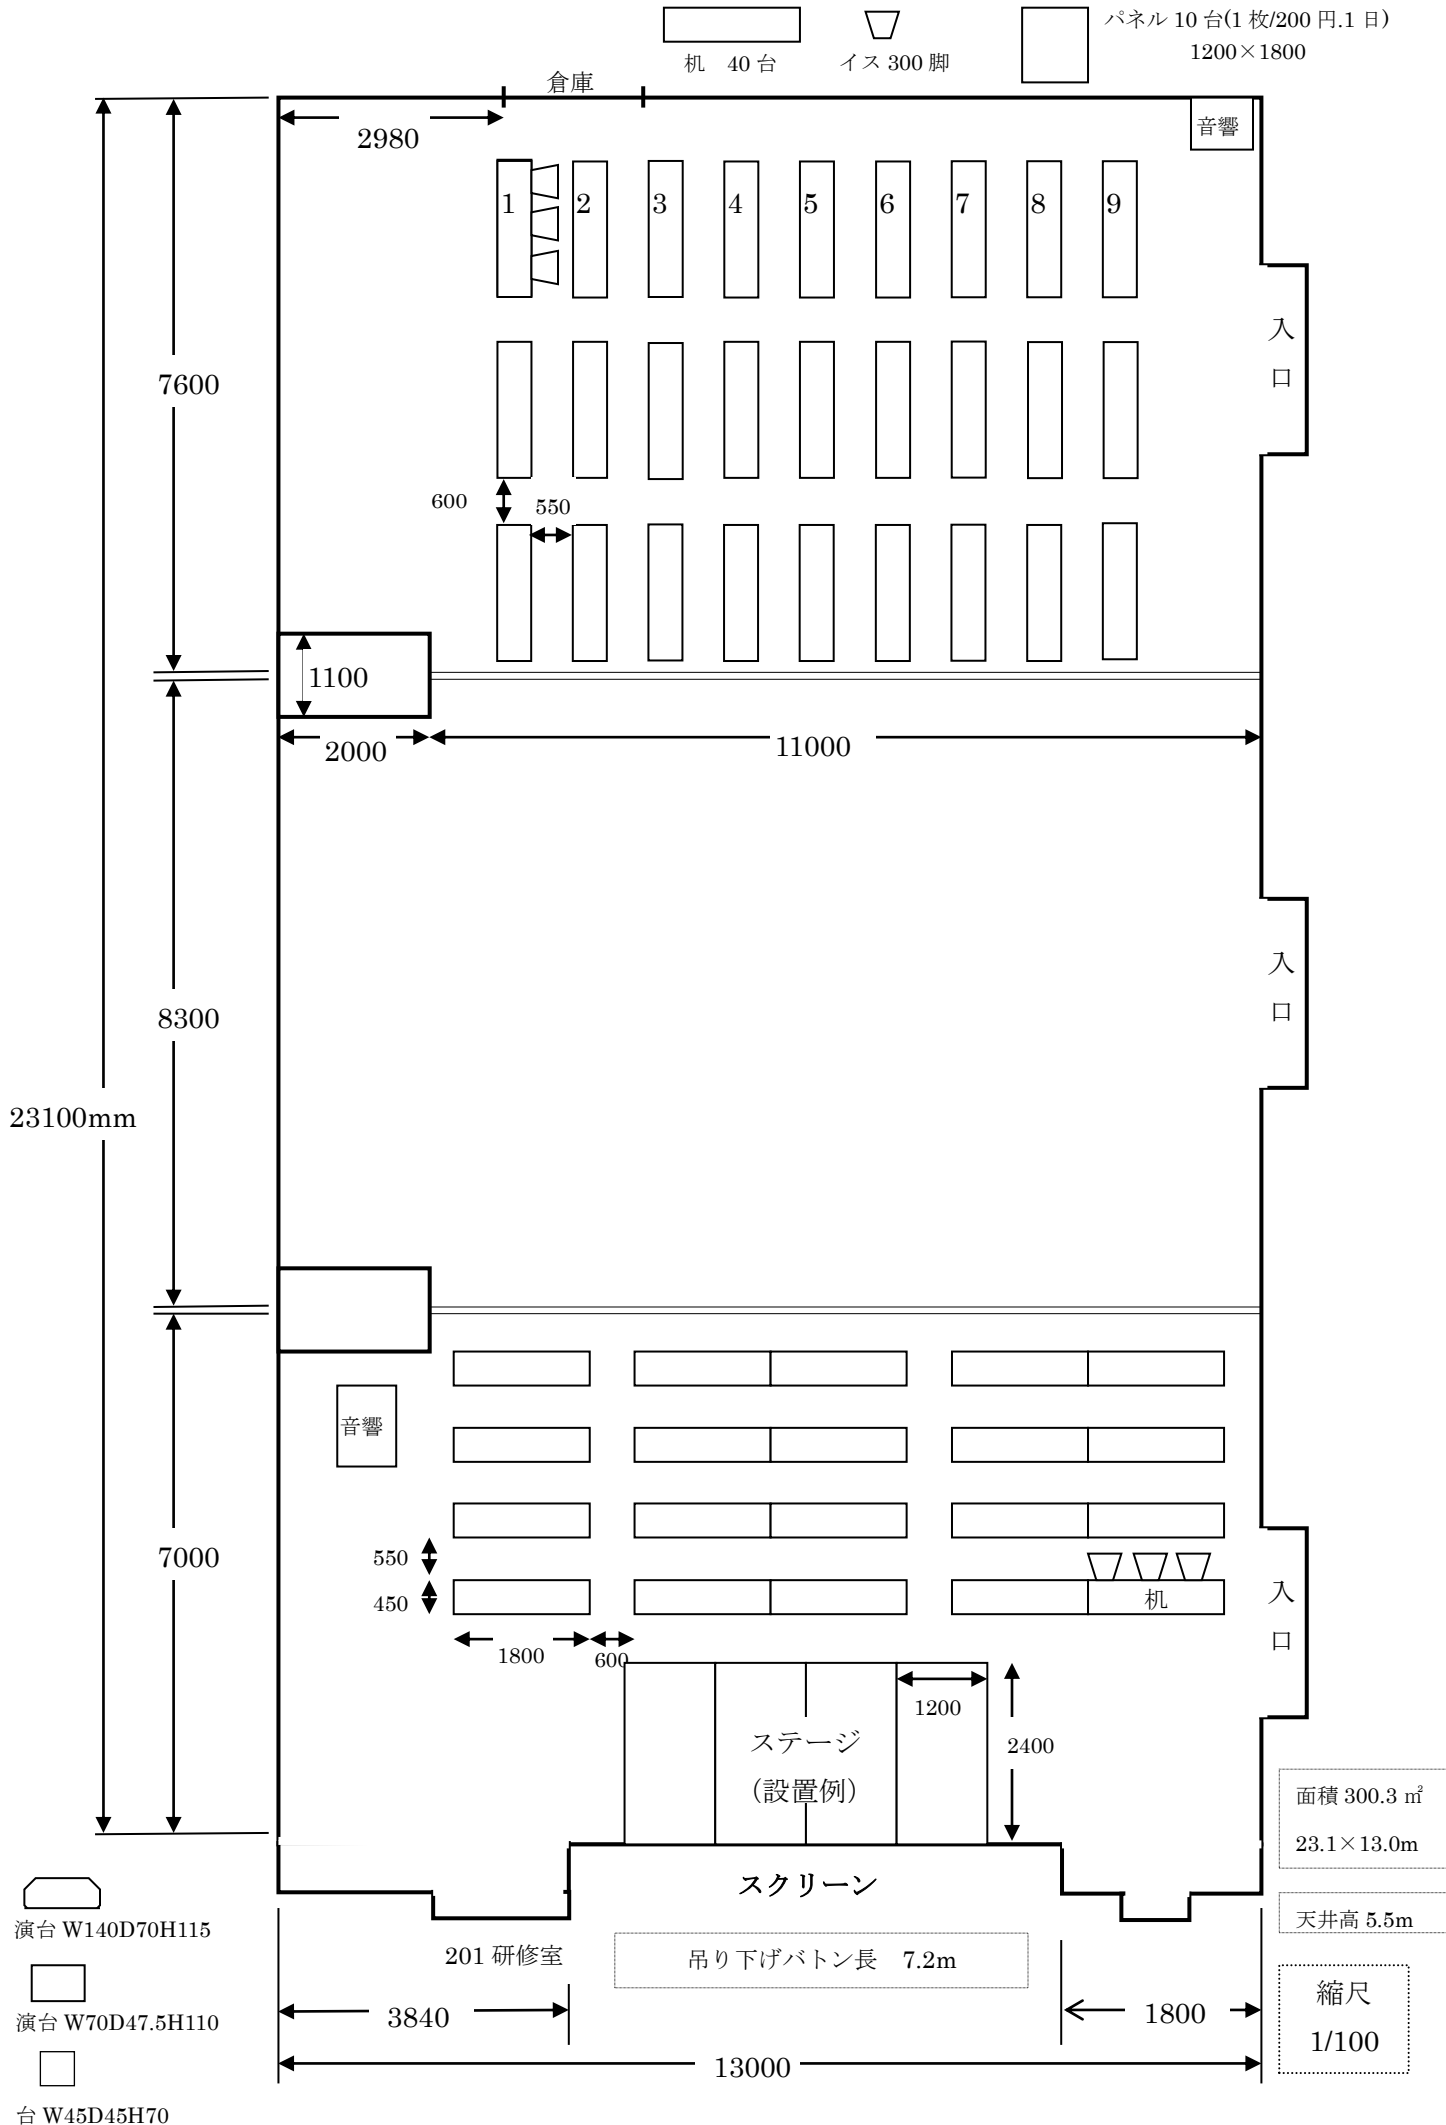 パネル 10 台(1 枚/200 円.1 日)
1200×1800
机　40 台
イス 300 脚
倉庫
2980
音響
1
2
3
4
5
6
7
8
9
入
口
7600
600
550
1100
2000
11000
入
口
8300
23100mm
音響
7000
550
450
机
入
口
1800
600
1200
ステージ
(設置例)
2400
面積 300.3 ㎡
23.1×13.0m
スクリーン
演台 W140D70H115
天井高 5.5m
201 研修室
吊り下げバトン長　7.2m
演台 W70D47.5H110
3840
1800
縮尺
1/100
13000
台 W45D45H70